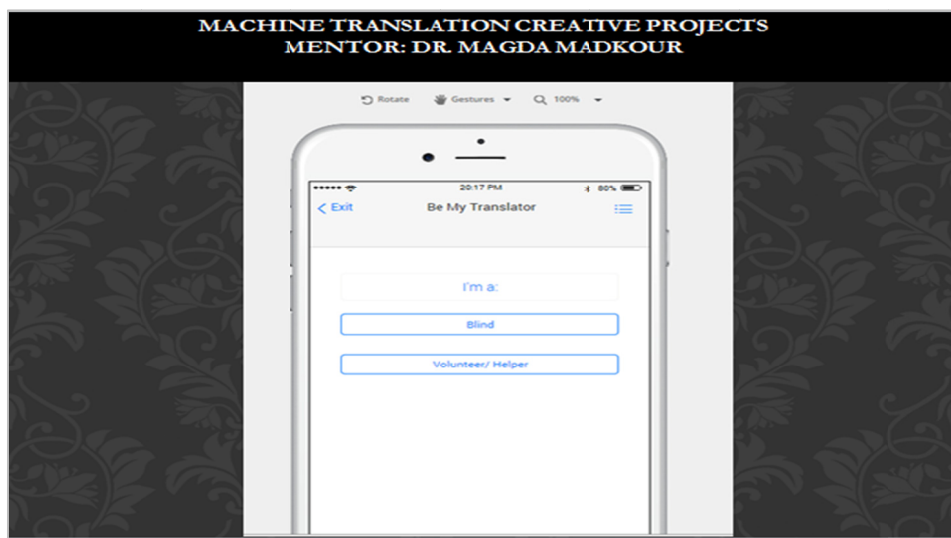 MACHINE TRANSLATION CREATIVE PROJECTS
MENTOR: DR. MAGDA MADKOUR
Rotate Gestures 100%
20:17 PM 80%
Exit Be My Translator
I'm a:
Blind
Volunteer/ Helper